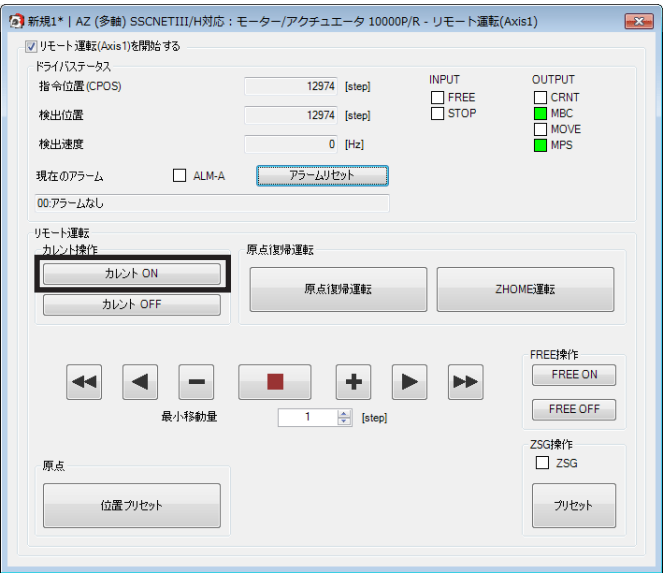 新規1* | AZ (多軸) SSCNETIII/H対応：モーター/アクチュエータ 10000P/R - リモート運転(Axis1)
リモート運転(Axis1)を開始する
ドライバステータス
指令位置(CPOS) 12974 [step]
検出位置 12974 [step]
検出速度 0 [Hz]
INPUT
FREE
STOP
OUTPUT
CRNT
MBC
MOVE
MPS
現在のアラーム ALM-A アラームリセット
00:アラームなし
リモート運転
カレント操作
カレント ON
カレント OFF
原点復帰運転
原点復帰運転 ZHOME運転
最小移動量 1 [step]
FREE操作
FREE ON
FREE OFF
ZSG操作
ZSG
プリセット
原点
位置プリセット